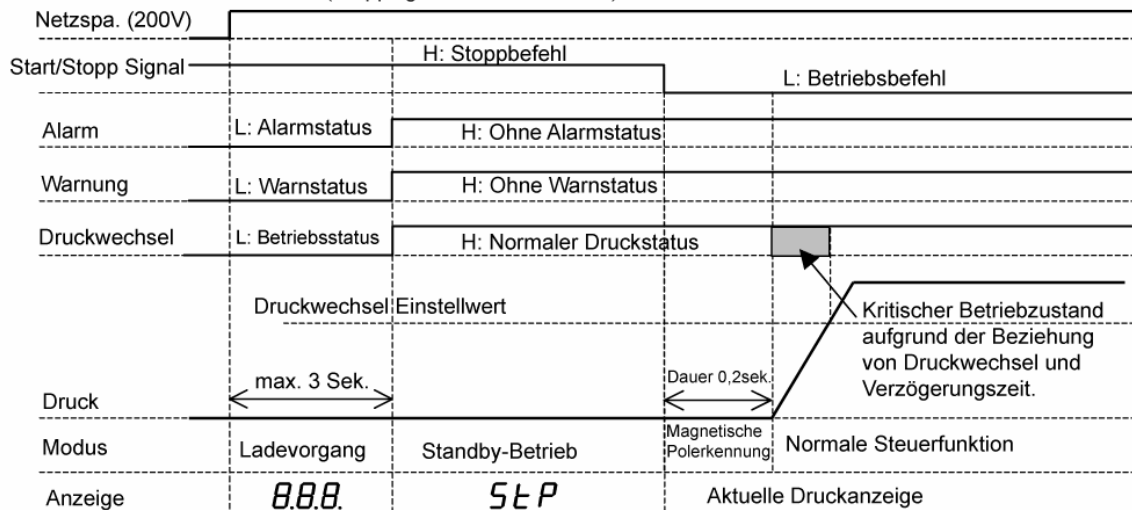 Netzspa. (200V)
Start/Stopp Signal
H: Stoppbefehl
L: Betriebsbefehl
Alarm
L: Alarmstatus
H: Ohne Alarmstatus
Warnung
L: Warnstatus
H: Ohne Warnstatus
Druckwechsel
L: Betriebsstatus
H: Normaler Druckstatus
Druckwechsel Einstellwert
Kritischer Betriebzustand
aufgrund der Beziehung
von Druckwechsel und
Verzögerungszeit.
Druck
max. 3 Sek.
Dauer 0,2sek.
Modus
Ladevorgang
Standby-Betrieb
Magnetische
Polerkennung
Normale Steuerfunktion
Anzeige
8.8.8.
StP
Aktuelle Druckanzeige